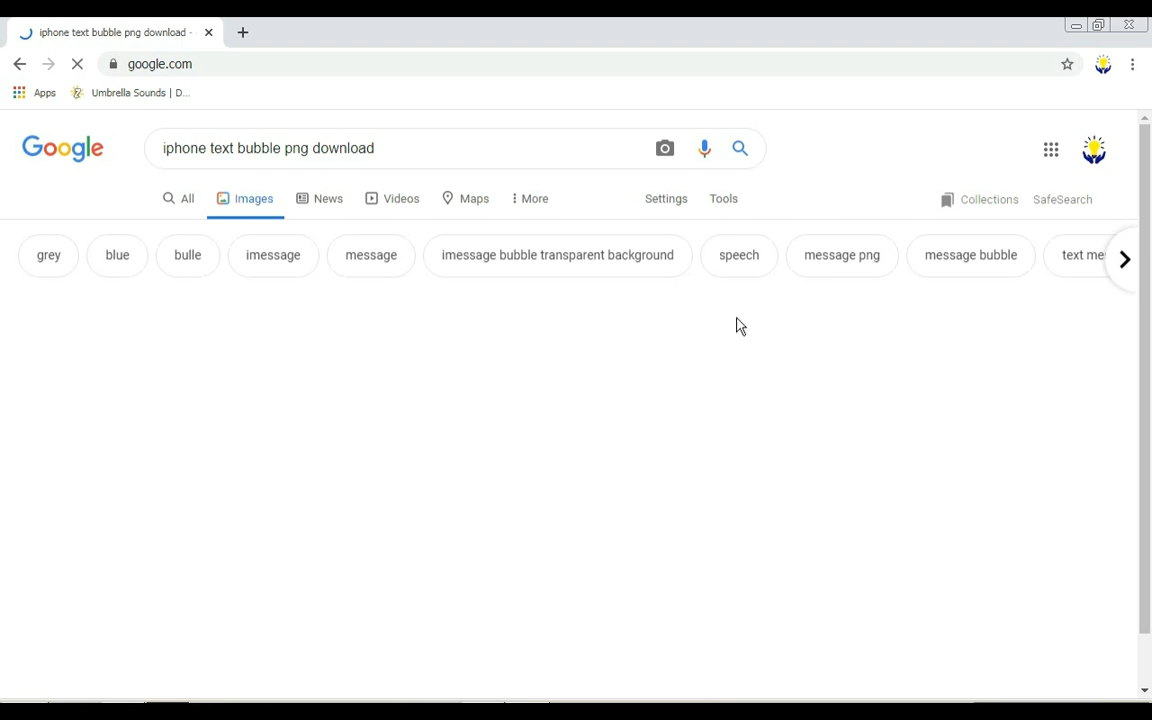 iphone text bubble png download -
google.com
Apps Umbrella Sounds | D...
Google iphone text bubble png download
All Images News Videos Maps More Settings Tools Collections SafeSearch
grey blue bulle imessage message imessage bubble transparent background speech message png message bubble text me